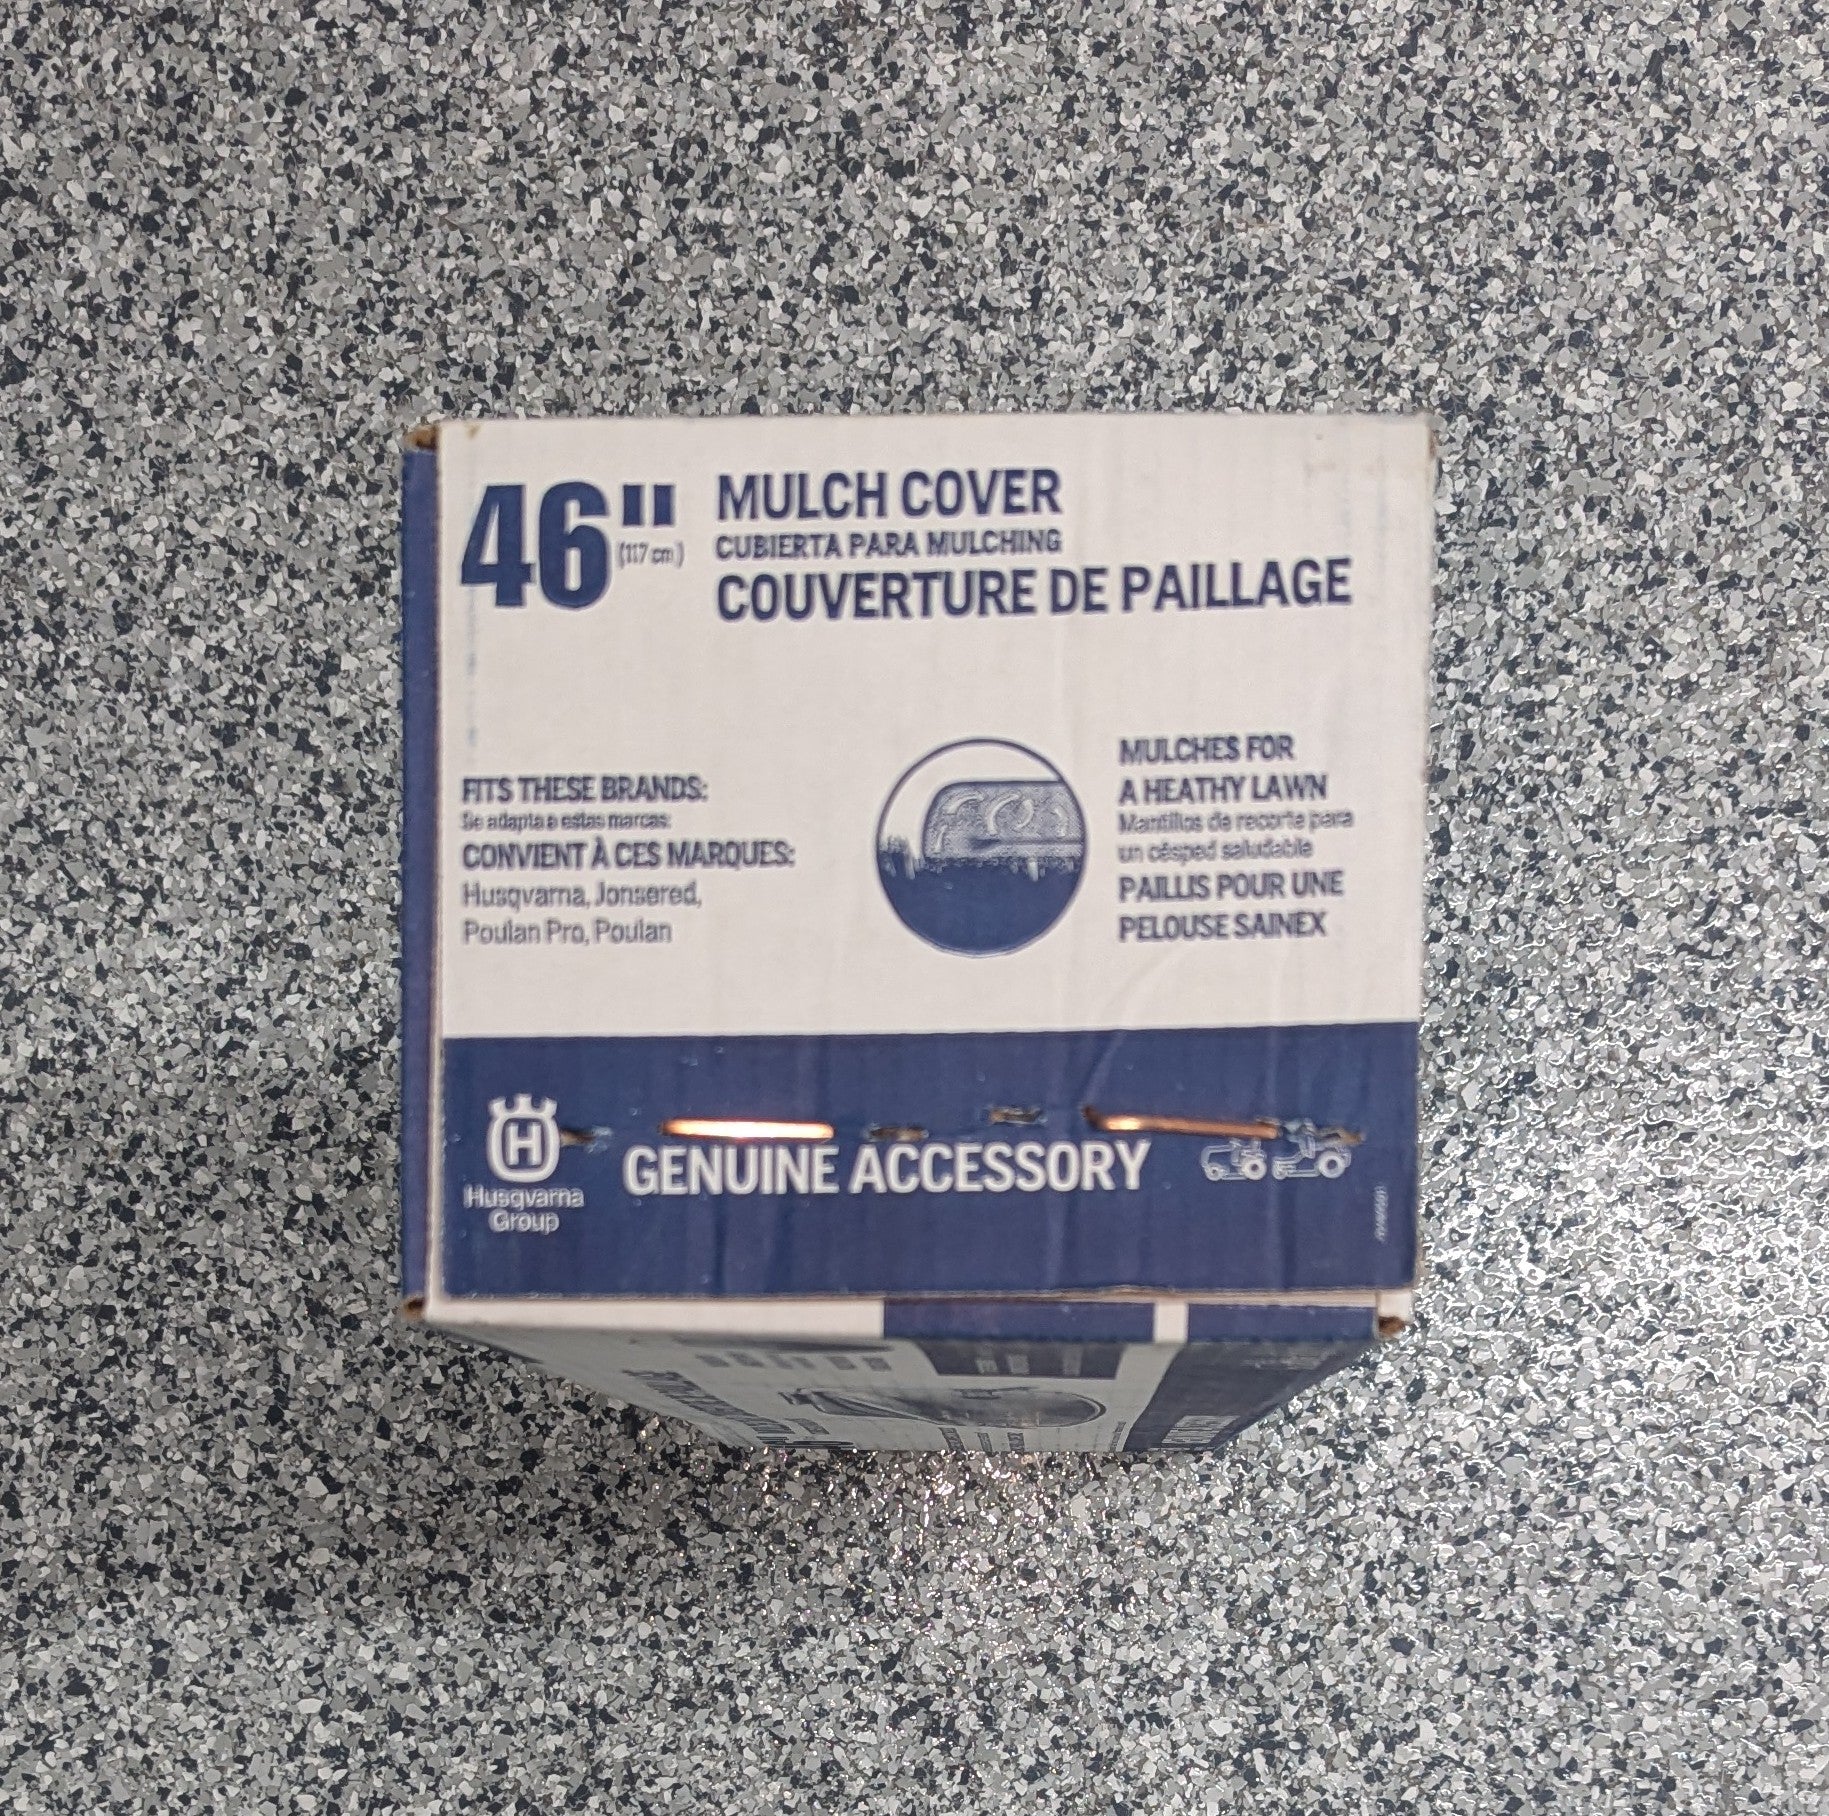 46" (117 cm)
MULCH COVER
CUBIERTA PARA MULCHING
COUVERTURE DE PAILLAGE
FITS THESE BRANDS:
Se adapta a estas marcas:
CONVIENT À CES MARQUES:
Husqvarna, Jonsered,
Poulan Pro, Poulan
MULCHES FOR
A HEATHY LAWN
Mantillos de recorte para
un césped saludable
PAILLIS POUR UNE
PELOUSE SAINEX
H
Husqvarna
Group
GENUINE ACCESSORY